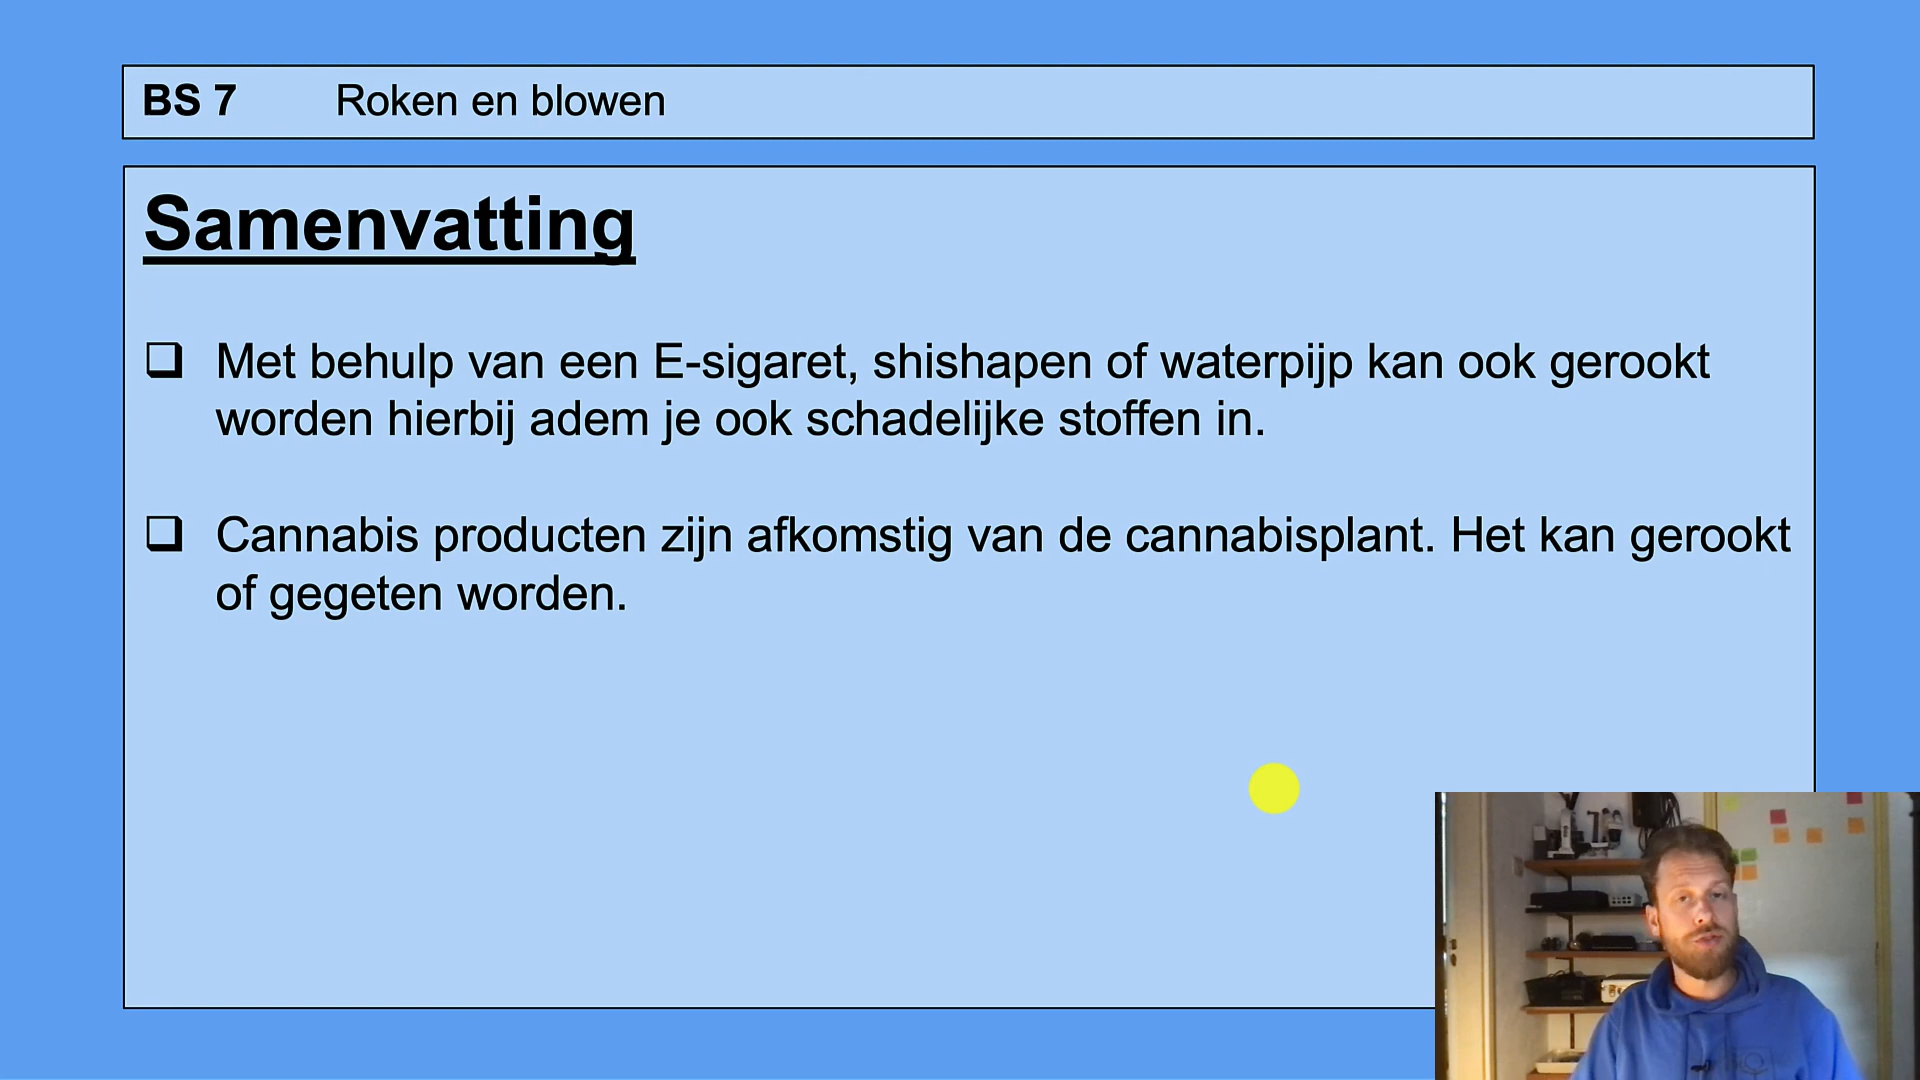 BS 7 Roken en blowen
Samenvatting
❑ Met behulp van een E-sigaret, shishapen of waterpijp kan ook gerookt
worden hierbij adem je ook schadelijke stoffen in.
❑ Cannabis producten zijn afkomstig van de cannabisplant. Het kan gerookt
of gegeten worden.